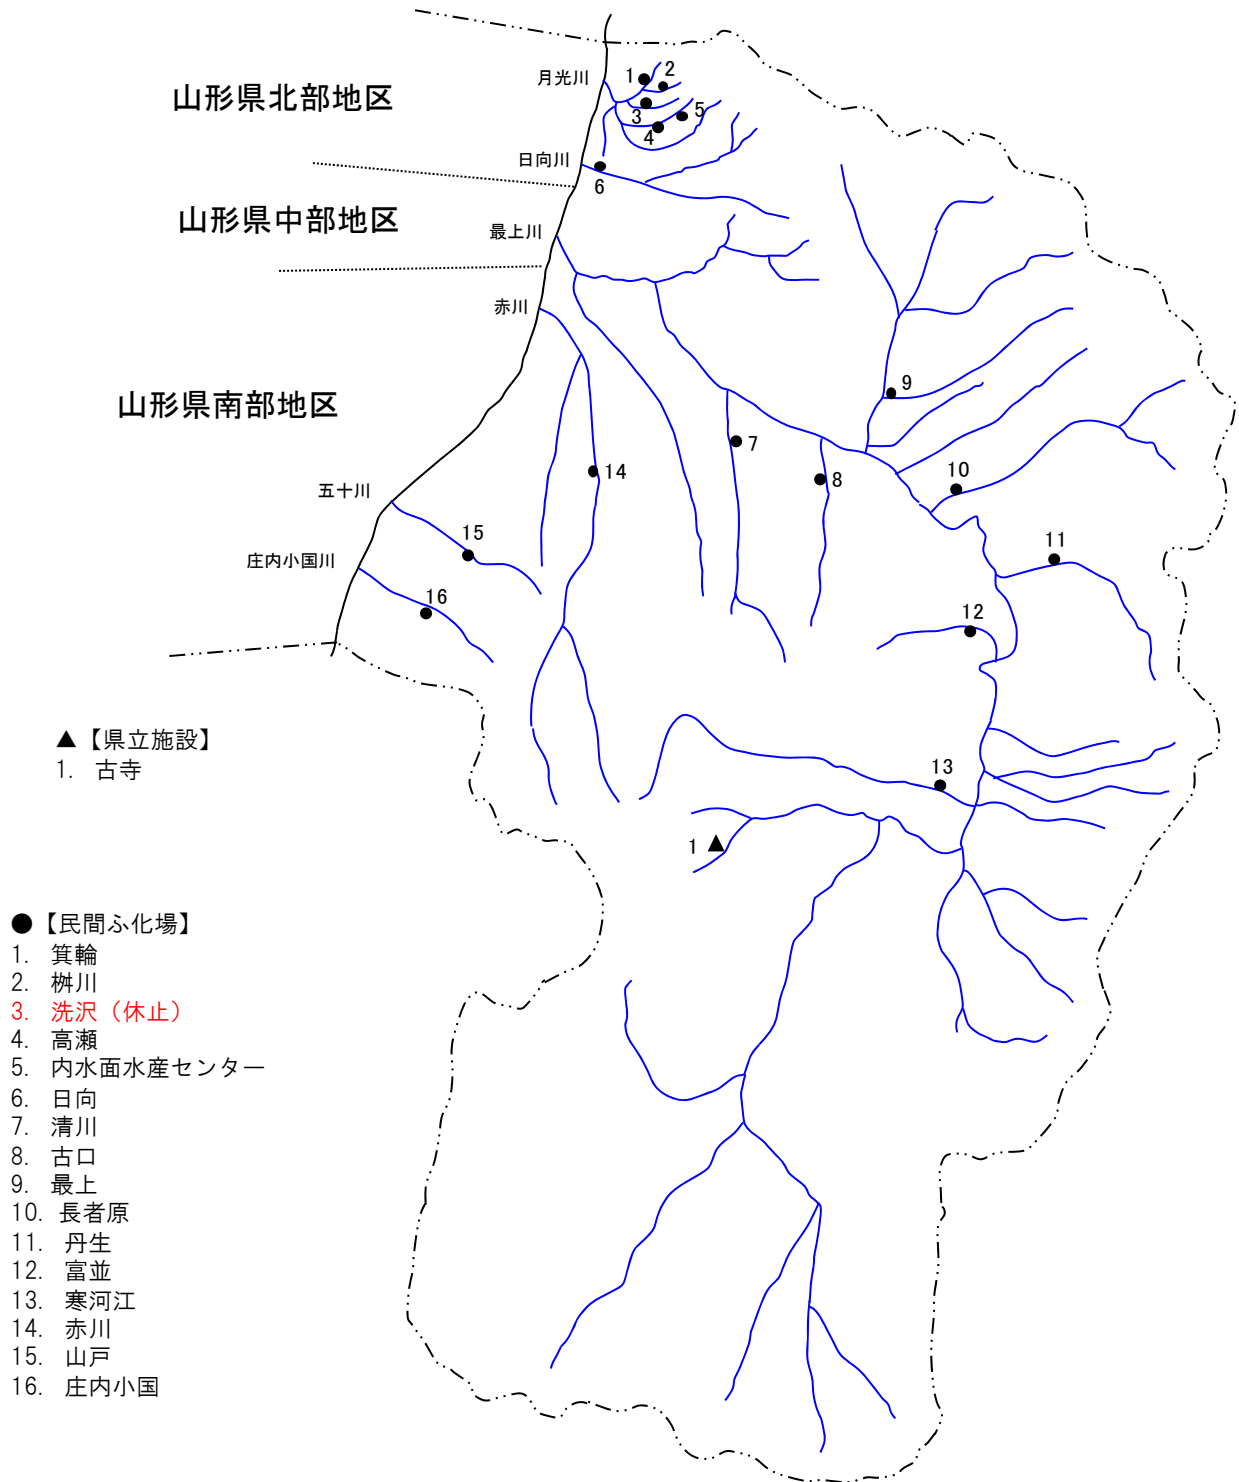 月光川
1
2
山形県北部地区
3
5
4
日向川
6
山形県中部地区
最上川
赤川
山形県南部地区
9
7
14
8
10
五十川
15
11
庄内小国川
16
12
▲【県立施設】
1. 古寺
13
1
●【民間ふ化場】
1. 箕輪
2. 桝川
3. 洗沢（休止）
4. 高瀬
5. 内水面水産センター
6. 日向
7. 清川
8. 古口
9. 最上
10. 長者原
11. 丹生
12. 富並
13. 寒河江
14. 赤川
15. 山戸
16. 庄内小国